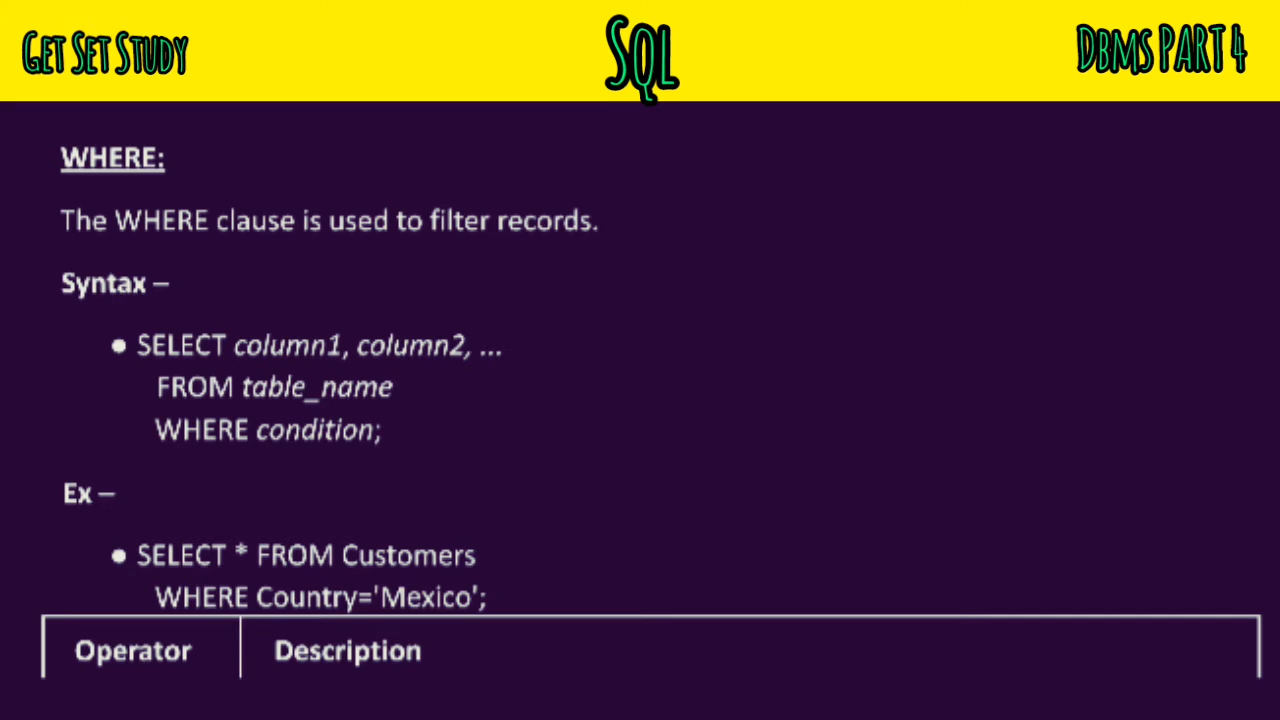 Get Set Study
Sql
Dbms PART 4
WHERE:
The WHERE clause is used to filter records.
Syntax –
● SELECT column1, column2, ...
FROM table_name
WHERE condition;
Ex –
● SELECT * FROM Customers
WHERE Country='Mexico';
Operator Description